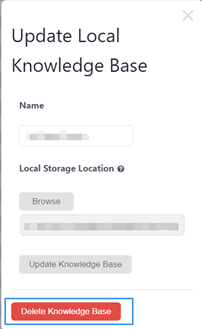 Update Local
Knowledge Base
Name
Local Storage Location
Browse
Update Knowledge Base
Delete Knowledge Base